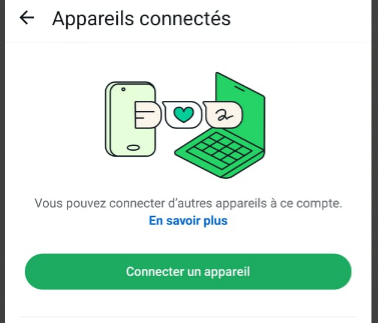 Appareils connectés
Vous pouvez connecter d'autres appareils à ce compte.
En savoir plus
Connecter un appareil